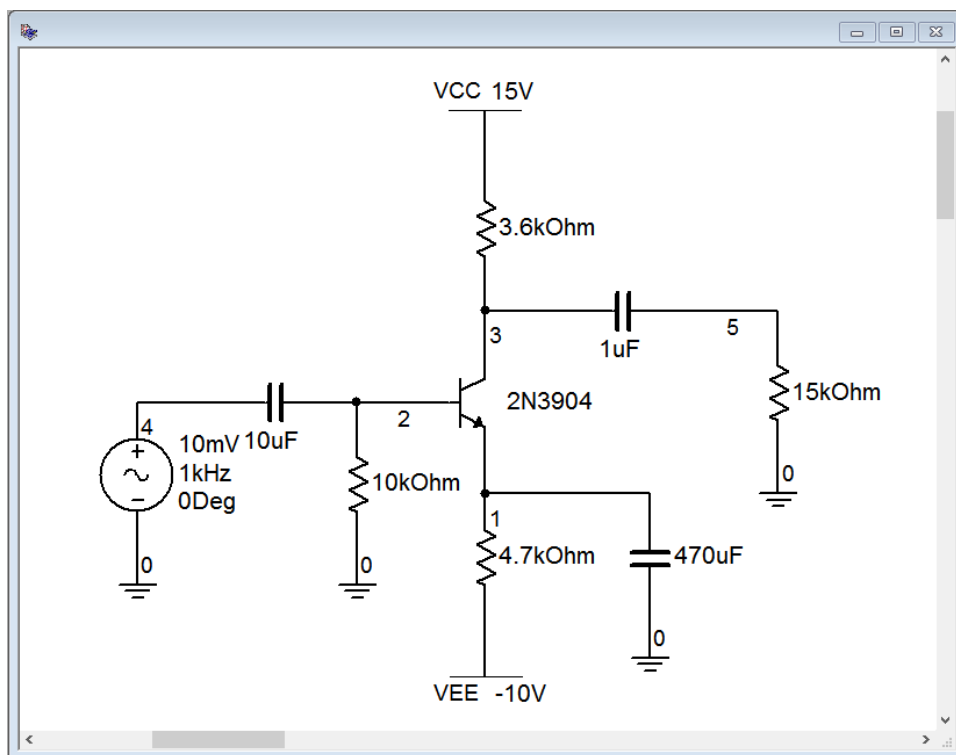 VCC 15V
3.6kOhm
3
1uF
5
15kOhm
0
2N3904
4
10mV
1kHz
0Deg
0
10uF
2
10kOhm
0
1
4.7kOhm
470uF
0
VEE -10V